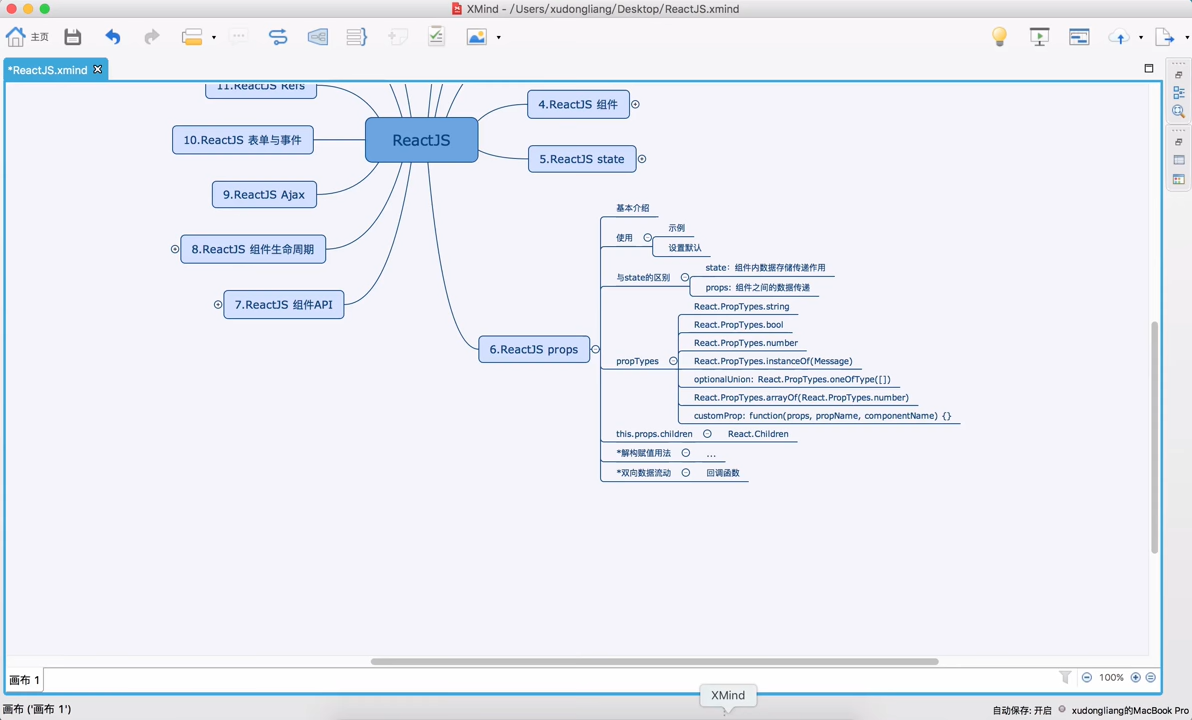 XMind - /Users/xudongliang/Desktop/ReactJS.xmind
主页
*ReactJS.xmind
11.ReactJS Refs
4.ReactJS 组件
10.ReactJS 表单与事件
ReactJS
5.ReactJS state
9.ReactJS Ajax
基本介绍
示例
使用
设置默认
8.ReactJS 组件生命周期
state：组件内数据存储传递作用
与state的区别
props：组件之间的数据传递
7.ReactJS 组件API
React.PropTypes.string
React.PropTypes.bool
React.PropTypes.number
6.ReactJS props
propTypes
React.PropTypes.instanceOf(Message)
optionalUnion：React.PropTypes.oneOfType([])
React.PropTypes.arrayOf(React.PropTypes.number)
customProp: function(props, propName, componentName) {}
this.props.children
React.Children
*解构赋值用法
...
*双向数据流动
回调函数
画布 1
100%
XMind
画布 ('画布 1')
自动保存: 开启
xudongliang的MacBook Pro